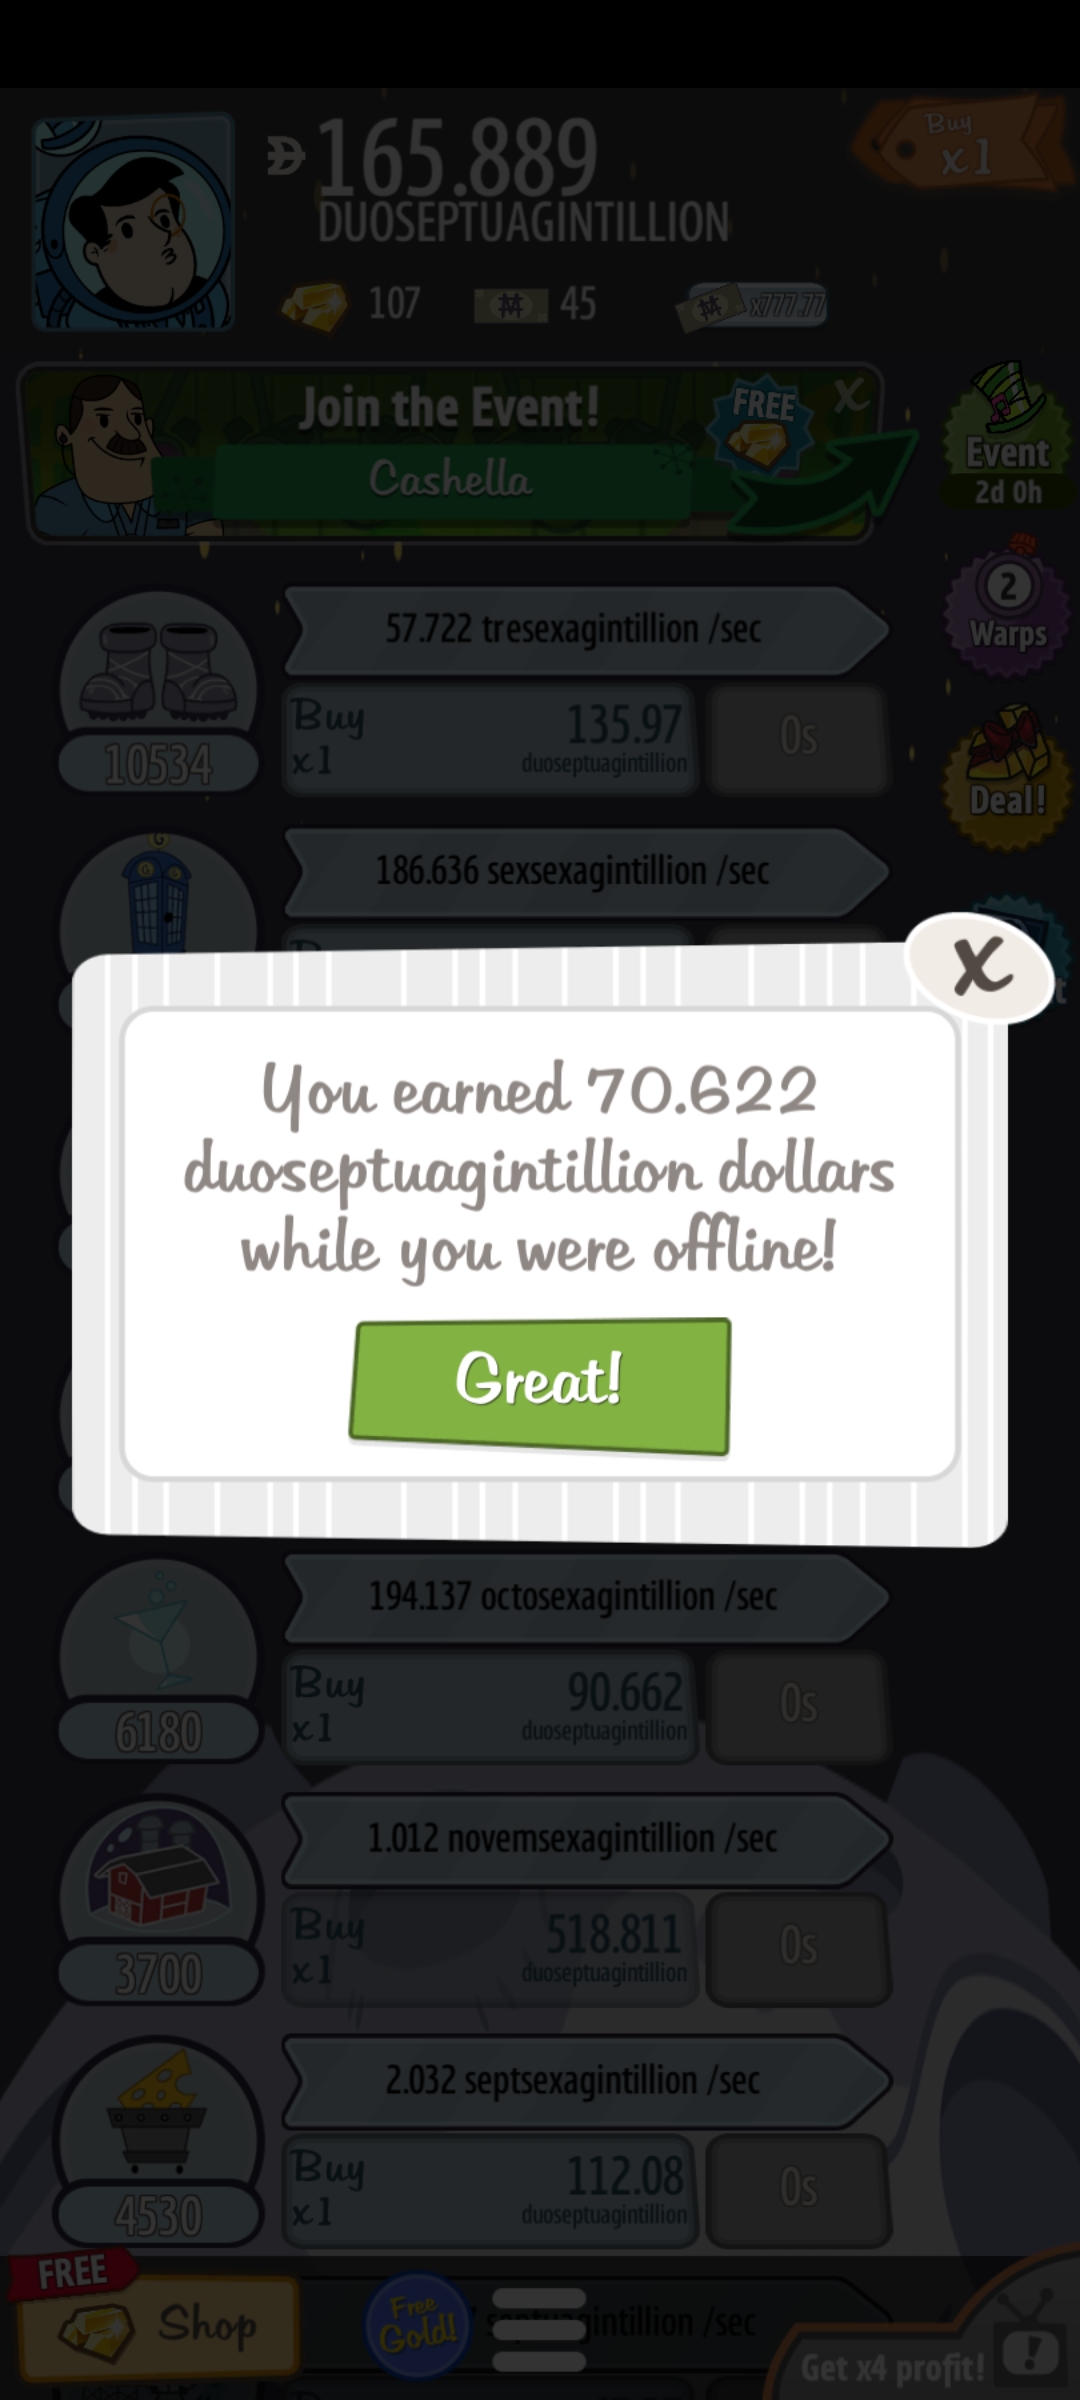 165.889
DUOSEPTUAGINTILLION
Buy
x1
107
45
x777.77
Join the Event!
FREE
X
Cashella
Event
2d 0h
57.722 tresexagintillion /sec
2
Warps
Buy
x1
135.97
duoseptuagintillion
0s
10534
Deal!
G
G
186.636 sexsexagintillion /sec
X
You earned 70.622
duoseptuagintillion dollars
while you were offline!
Great!
194.137 octosexagintillion /sec
Buy
x1
90.662
duoseptuagintillion
0s
6180
1.012 novemsexagintillion /sec
Buy
x1
518.811
duoseptuagintillion
0s
3700
2.032 septsexagintillion /sec
Buy
x1
112.08
duoseptuagintillion
0s
4530
FREE
Shop
Free
Gold!
septuagintillion /sec
!
Get x4 profit!